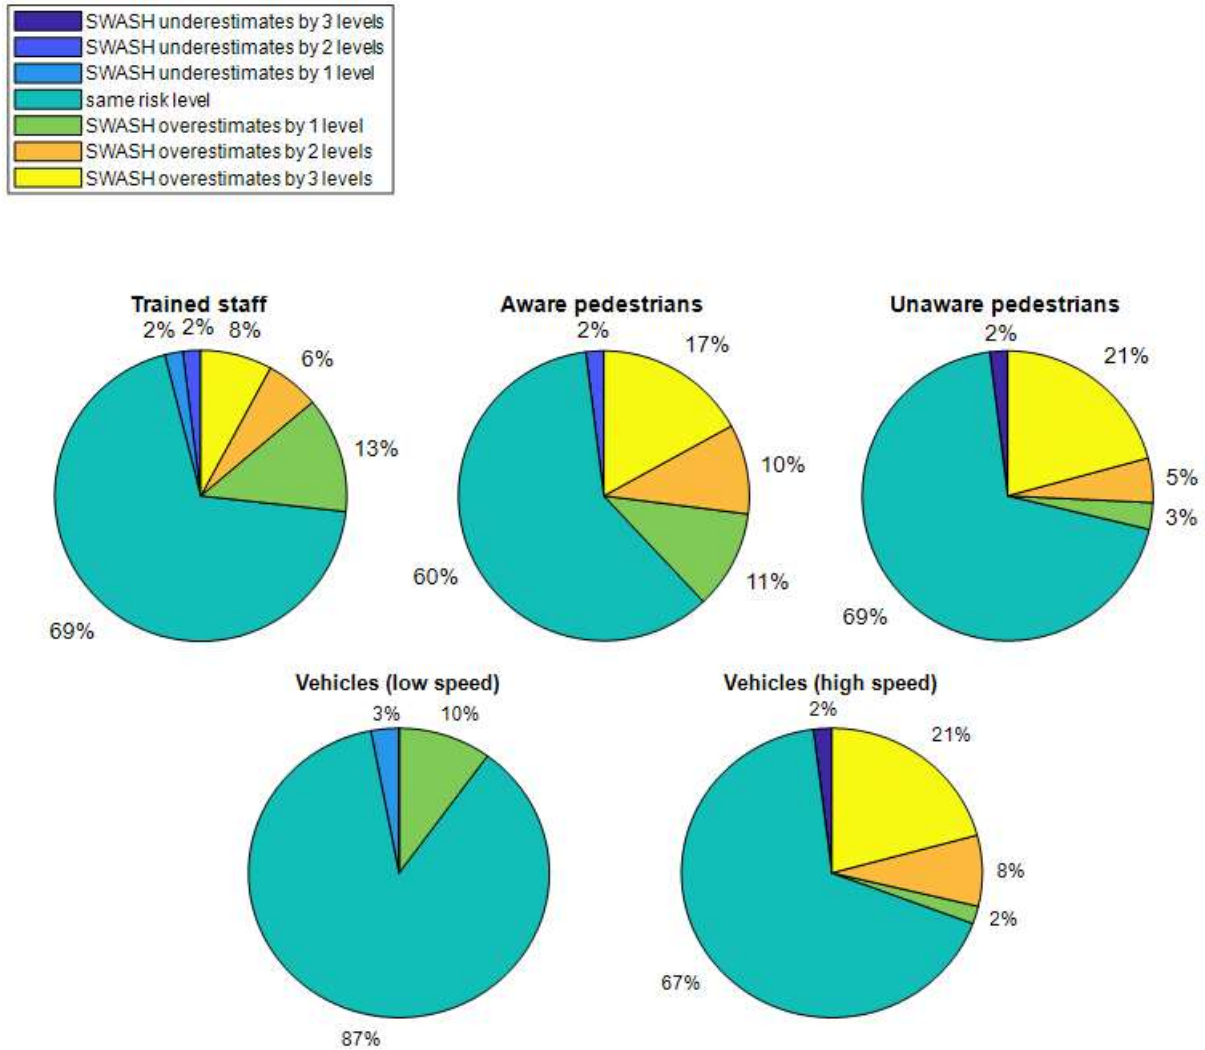 SWASH underestimates by 3 levels
SWASH underestimates by 2 levels
SWASH underestimates by 1 level
same risk level
SWASH overestimates by 1 level
SWASH overestimates by 2 levels
SWASH overestimates by 3 levels
Trained staff
2% 2% 8%
6%
13%
69%
Aware pedestrians
2%
17%
10%
11%
60%
Unaware pedestrians
2%
21%
5%
3%
69%
Vehicles (low speed)
3% 10%
87%
Vehicles (high speed)
2%
21%
8%
2%
67%